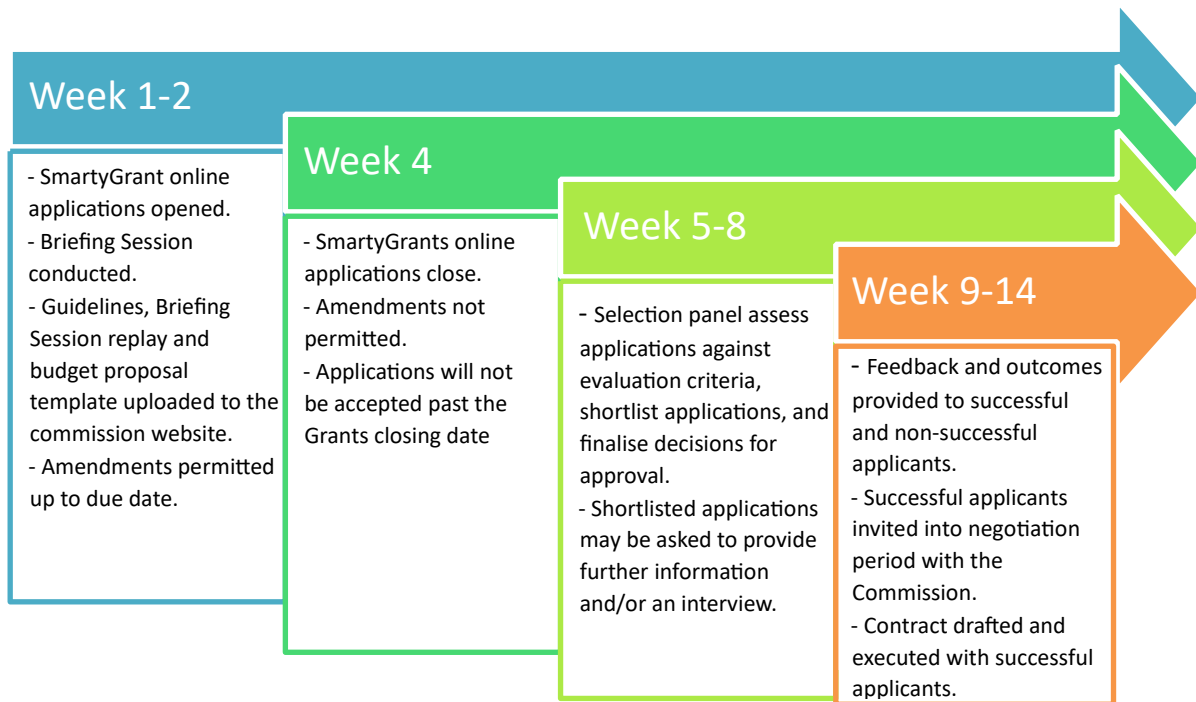 Week 1-2
- SmartyGrant online
applications opened.
- Briefing Session
conducted.
- Guidelines, Briefing
Session replay and
budget proposal
template uploaded to the
commission website.
- Amendments permitted
up to due date.
Week 4
- SmartyGrants online
applications close.
- Amendments not
permitted.
- Applications will not
be accepted past the
Grants closing date
Week 5-8
- Selection panel assess
applications against
evaluation criteria,
shortlist applications, and
finalise decisions for
approval.
- Shortlisted applications
may be asked to provide
further information
and/or an interview.
Week 9-14
- Feedback and outcomes
provided to successful
and non-successful
applicants.
- Successful applicants
invited into negotiation
period with the
Commission.
- Contract drafted and
executed with successful
applicants.